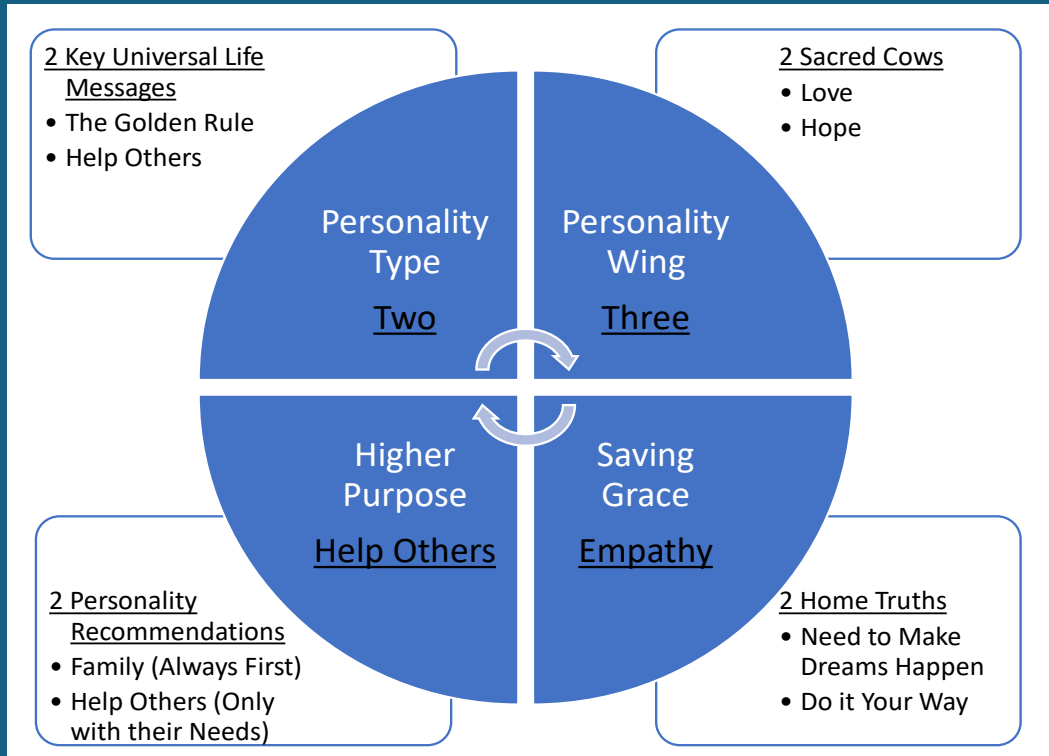 2 Key Universal Life
Messages
• The Golden Rule
• Help Others
2 Sacred Cows
• Love
• Hope
Personality
Type
Two
Personality
Wing
Three
Higher
Purpose
Help Others
Saving
Grace
Empathy
2 Personality
Recommendations
• Family (Always First)
• Help Others (Only
with their Needs)
2 Home Truths
• Need to Make
Dreams Happen
• Do it Your Way